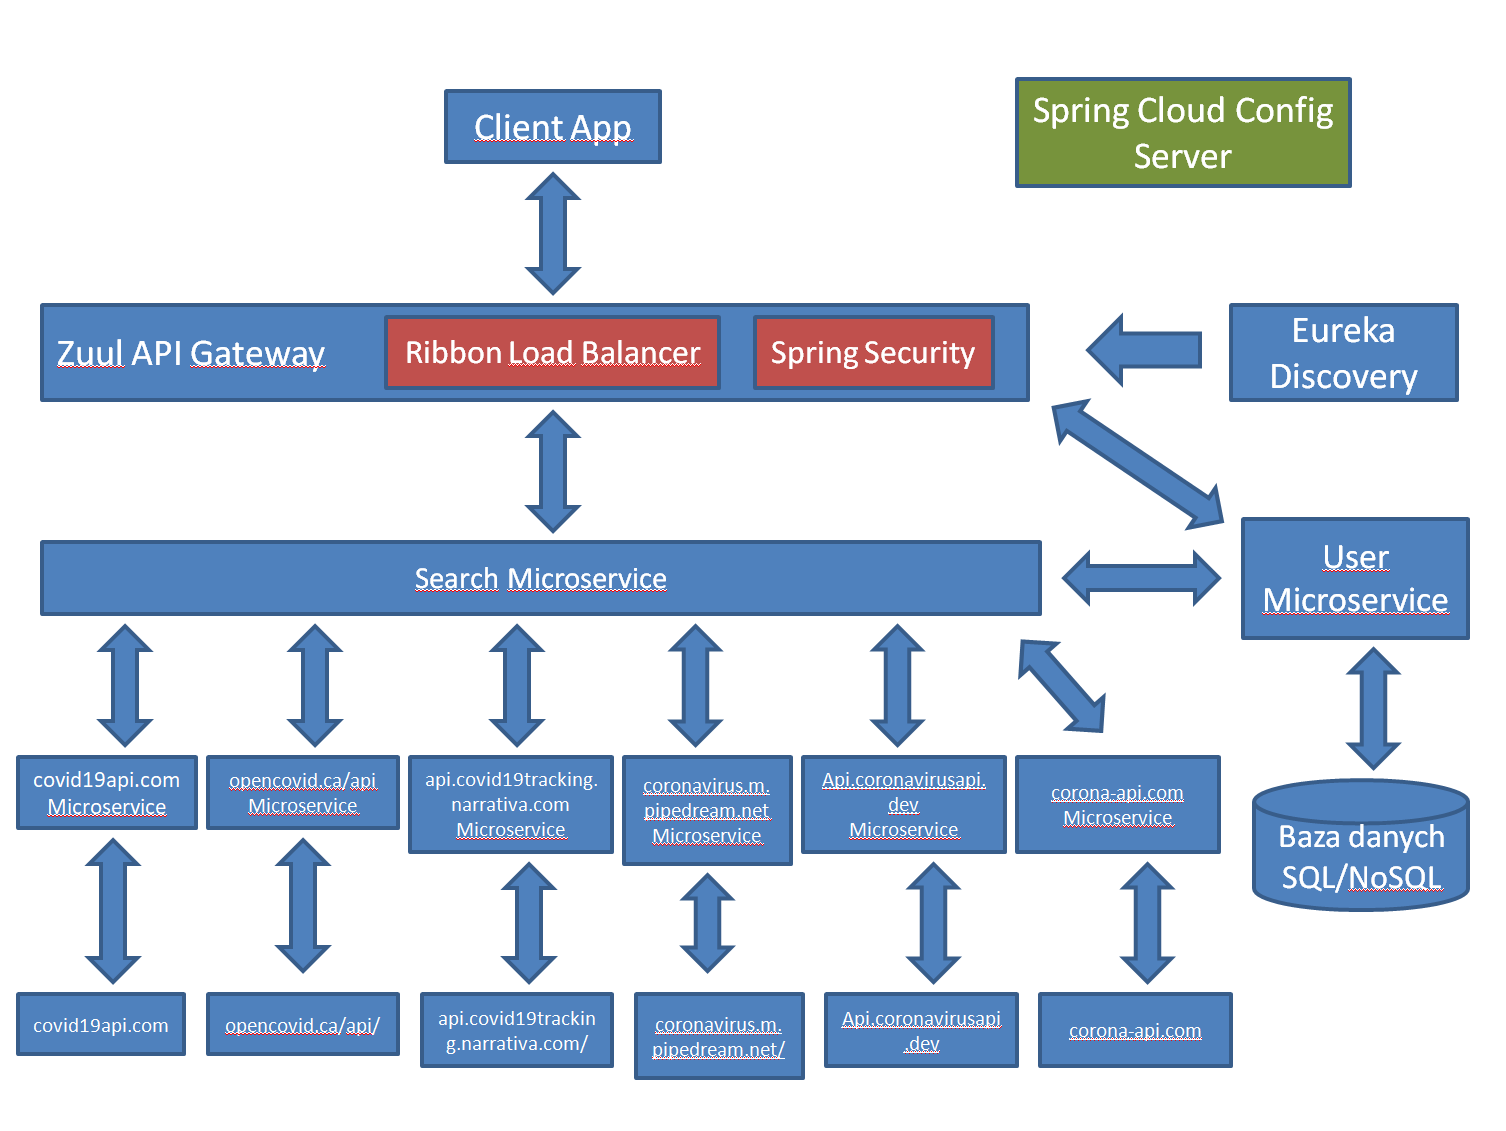 Client App
Spring Cloud Config
Server
Zuul API Gateway
Ribbon Load Balancer
Spring Security
Eureka
Discovery
Search Microservice
User
Microservice
covid19api.com
Microservice
opencovid.ca/api
Microservice
api.covid19tracking.
narrativa.com
Microservice
coronavirus.m.
pipedream.net
Microservice
Api.coronavirusapi.
dev
Microservice
corona-api.com
Microservice
Baza danych
SQL/NoSQL
covid19api.com
opencovid.ca/api/
api.covid19trackin
g.narrativa.com/
coronavirus.m.
pipedream.net/
Api.coronavirusapi
.dev
corona-api.com